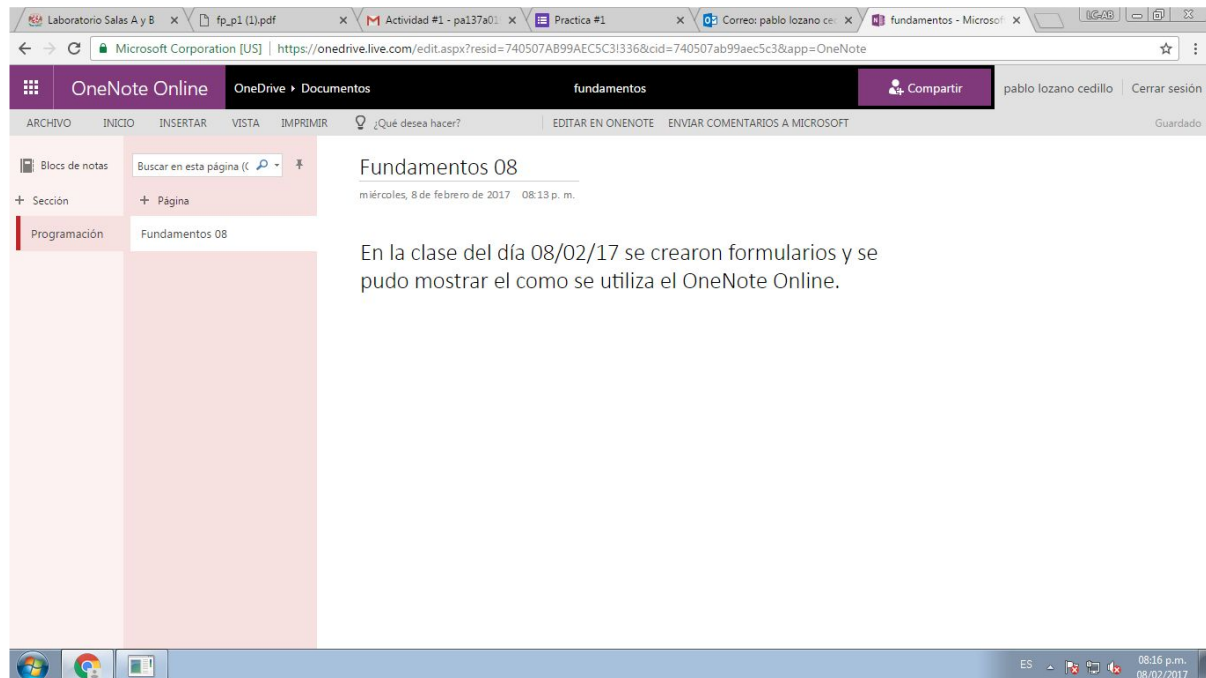 Laboratorio Salas A y B
fp_p1 (1).pdf
Actividad #1 - pa137a01
Practica #1
Correo: pablo lozano ce
fundamentos - Microsof
LC-AB
Microsoft Corporation [US] | https://onedrive.live.com/edit.aspx?resid=740507AB99AEC5C3!336&cid=740507ab99aec5c3&app=OneNote
OneNote Online
OneDrive ▸ Documentos
fundamentos
Compartir
pablo lozano cedillo
Cerrar sesión
ARCHIVO INICIO INSERTAR VISTA IMPRIMIR ¿Qué desea hacer? EDITAR EN ONENOTE ENVIAR COMENTARIOS A MICROSOFT Guardado
Blocs de notas
Buscar en esta página ((
+ Sección
+ Página
Programación
Fundamentos 08
Fundamentos 08
miércoles, 8 de febrero de 2017 08:13 p. m.
En la clase del día 08/02/17 se crearon formularios y se
pudo mostrar el como se utiliza el OneNote Online.
ES
08:16 p.m.
08/02/2017